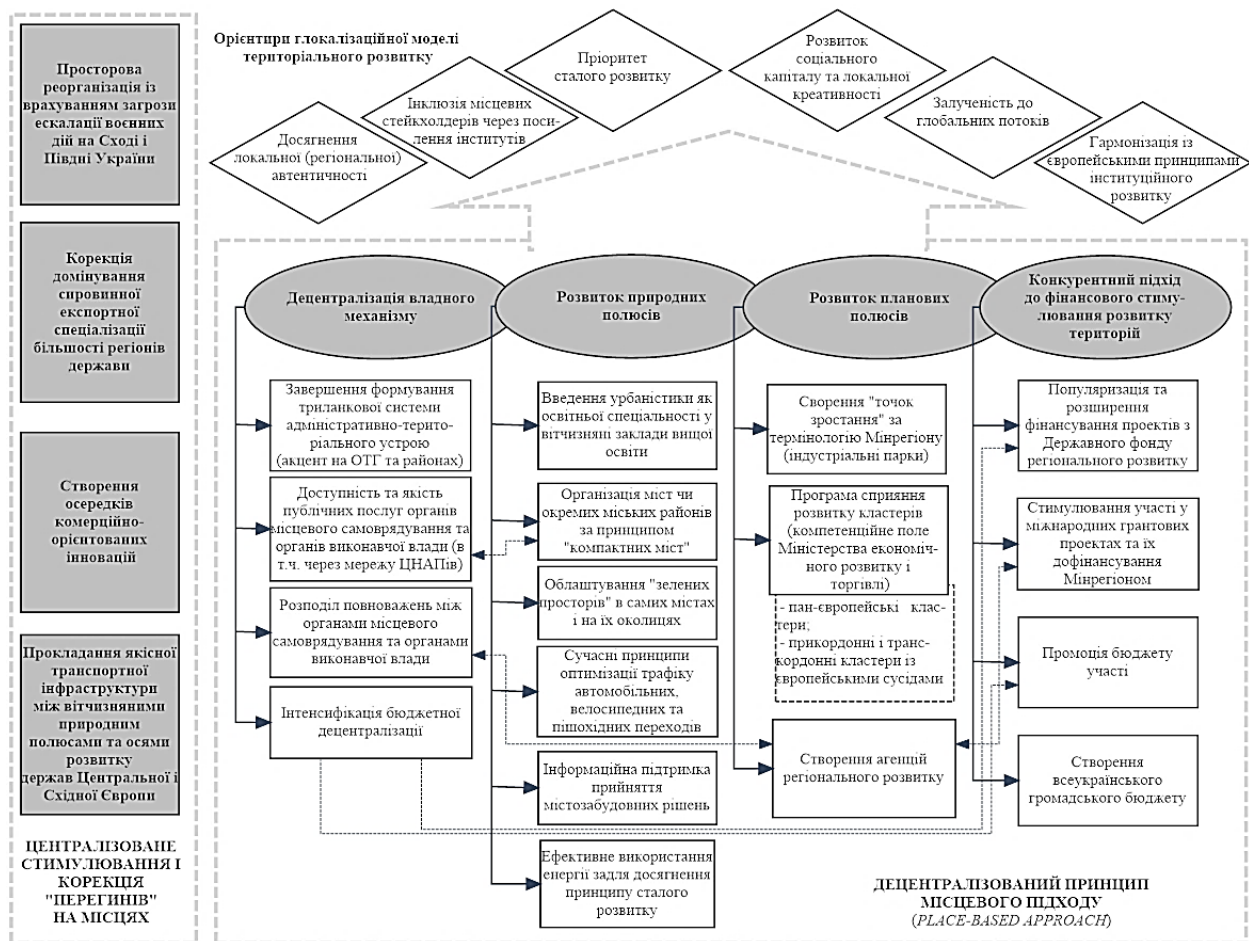 Просторова
реорганізація із
врахуванням загрози
ескалації воєнних
дій на Сході і
Півдні України
Корекція
домінування
сировинної
експортної
спеціалізації
більшості регіонів
держави
Створення
осередків
комерційно-
орієнтованих
інновацій
Прокладання якісної
транспортної
інфраструктури
між вітчизняними
природним
полюсами та осями
розвитку
держав Центральної і
Східної Європи
ЦЕНТРАЛІЗОВАНЕ
СТИМУЛЮВАННЯ І
КОРЕКЦІЯ
"ПЕРЕГИНІВ"
НА МІСЦЯХ
Орієнтири глокалізаційної моделі
територіального розвитку
Досягнення
локальної (регіональної)
автентичності
Інклюзія місцевих
стейкхолдерів через поси-
лення інститутів
Пріоритет
сталого розвитку
Розвиток
соціального
капіталу та локальної
креативності
Залученість до
глобальних потоків
Гармонізація із
європейськими принципами
інституційного
розвитку
Децентралізація владного
механізму
Завершення формування
триланкової системи
адміністративно-терито-
ріального устрою
(акцент на ОТГ та районах)
Доступність та якість
публічних послуг органів
місцевого самоврядування та
органів виконавчої влади (в
т.ч. через мережу ЦНАПів)
Розподіл повноважень між
органами місцевого
самоврядування та органами
виконавчої влади
Інтенсифікація бюджетної
децентралізації
Розвиток природних
полюсів
Введення урбаністики як
освітньої спеціальності у
вітчизняні заклади вищої
освіти
Організація міст чи
окремих міських районів
за принципом
"компактних міст"
Облаштування "зелених
просторів" в самих містах
і на їх околицях
Сучасні принципи
оптимізації трафіку
автомобільних,
велосипедних та
пішохідних переходів
Інформаційна підтримка
прийняття
містозабудовних рішень
Ефективне використання
енергії задля досягнення
принципу сталого
розвитку
Розвиток планових
полюсів
Сворення "точок
зростання" за
термінологію Мінрегіону
(індустріальні парки)
Програма сприяння
розвитку кластерів
(компетенційне поле
Міністерства економіч-
ного розвитку і
торгівлі)
- пан-європейські клас-
тери;
- прикордонні і транс-
кордонні кластери із
європейськими сусідами
Створення агенцій
регіонального розвитку
Конкурентний підхід
до фінансового стиму-
лювання розвитку
територій
Популяризація та
розширення
фінансування проектів з
Державного фонду
регіонального розвитку
Стимулювання участі у
міжнародних грантових
проектах та їх
дофінансування
Мінрегіоном
Промоція бюджету
участі
Створення
всеукраїнського
громадського бюджету
ДЕЦЕНТРАЛІЗОВАНИЙ ПРИНЦИП
МІСЦЕВОГО ПІДХОДУ
(PLACE-BASED APPROACH)